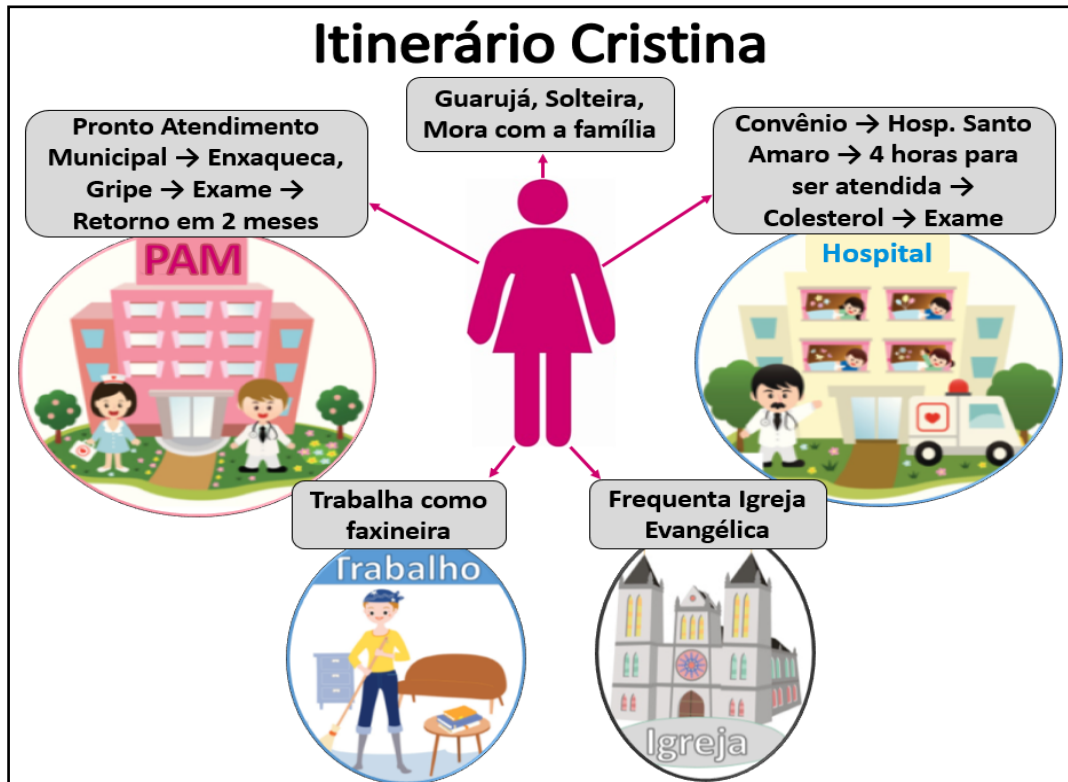 Itinerário Cristina
Guarujá, Solteira,
Mora com a família
Pronto Atendimento
Municipal → Enxaqueca,
Gripe → Exame →
Retorno em 2 meses
PAM
Convênio → Hosp. Santo
Amaro → 4 horas para
ser atendida →
Colesterol → Exame
Hospital
Trabalha como
faxineira
Trabalho
Frequenta Igreja
Evangélica
Igreja